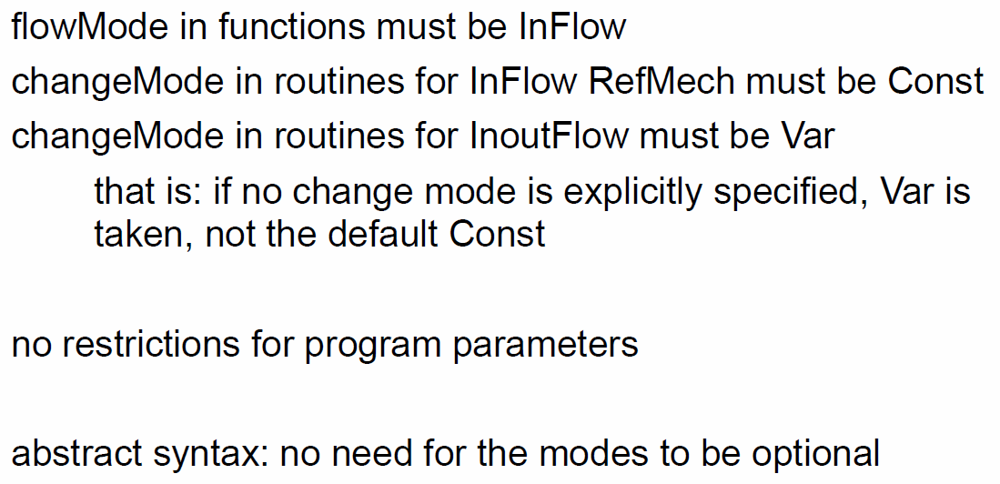 flowMode in functions must be InFlow
changeMode in routines for InFlow RefMech must be Const
changeMode in routines for InoutFlow must be Var
that is: if no change mode is explicitly specified, Var is
taken, not the default Const
no restrictions for program parameters
abstract syntax: no need for the modes to be optional